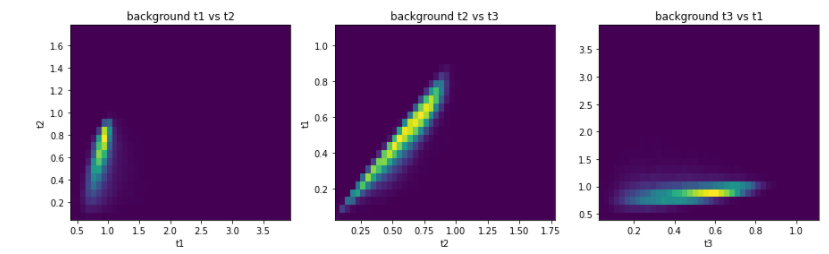 background t1 vs t2
background t2 vs t3
background t3 vs t1
t2
1.6
1.4
1.2
1.0
0.8
0.6
0.4
0.2
0.5 1.0 1.5 2.0 2.5 3.0 3.5
t1
t1
1.0
0.8
0.6
0.4
0.2
0.25 0.50 0.75 1.00 1.25 1.50 1.75
t2
3.5
3.0
2.5
2.0
1.5
1.0
0.5
0.2 0.4 0.6 0.8 1.0
t3